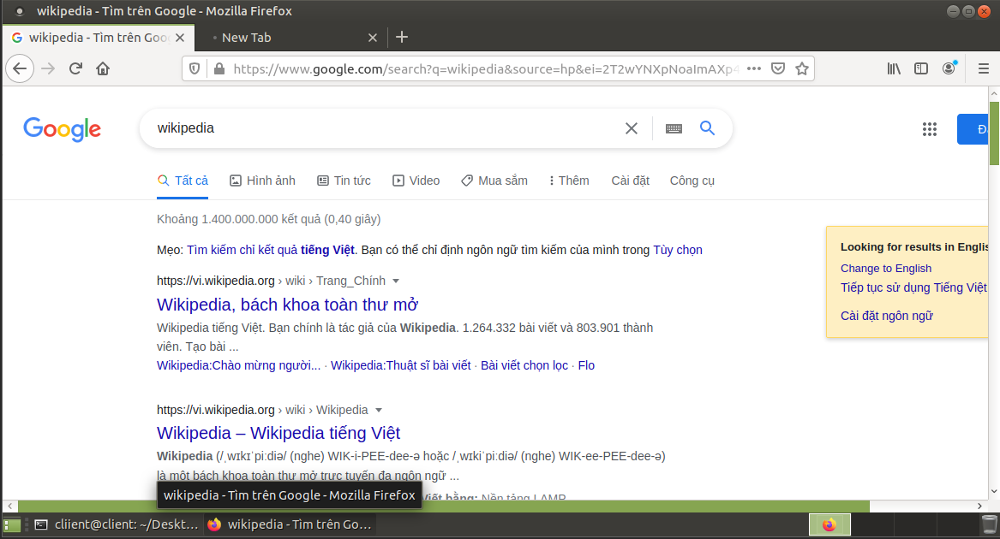 wikipedia - Tìm trên Google - Mozilla Firefox
wikipedia - Tìm trên Goo
New Tab
https://www.google.com/search?q=wikipedia&source=hp&ei=2T2wYNXpNoaImAXp4
Google
wikipedia
Tất cả Hình ảnh Tin tức Video Mua sắm Thêm Cài đặt Công cụ
Khoảng 1.400.000.000 kết quả (0,40 giây)
Mẹo: Tìm kiếm chỉ kết quả tiếng Việt. Bạn có thể chỉ định ngôn ngữ tìm kiếm của mình trong Tùy chọn
Looking for results in Englis
Change to English
Tiếp tục sử dụng Tiếng Việt
Cài đặt ngôn ngữ
https://vi.wikipedia.org › wiki › Trang_Chính
Wikipedia, bách khoa toàn thư mở
Wikipedia tiếng Việt. Bạn chính là tác giả của Wikipedia. 1.264.332 bài viết và 803.901 thành
viên. Tạo bài ...
Wikipedia:Chào mừng người... · Wikipedia:Thuật sĩ bài viết · Bài viết chọn lọc · Flo
https://vi.wikipedia.org › wiki › Wikipedia
Wikipedia – Wikipedia tiếng Việt
Wikipedia (/ˌwɪkɪˈpiːdiə/ (nghe) WIK-i-PEE-dee-ə hoặc /ˌwɪkiˈpiːdiə/ (nghe) WIK-ee-PEE-dee-ə)
là một bách khoa toàn thư mở trực tuyến đa ngôn ngữ ...
Viết bằng: Nền tảng LAMP
wikipedia - Tìm trên Google - Mozilla Firefox
cliient@client: ~/Deskt...
wikipedia - Tìm trên Go...